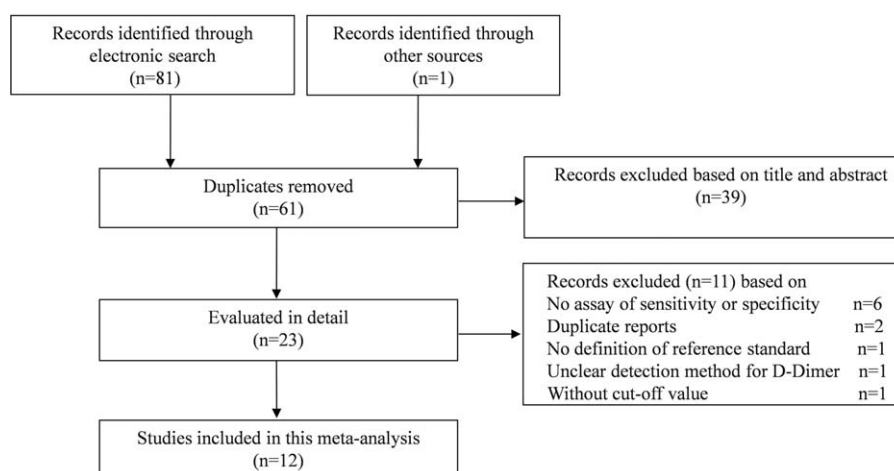 Records identified through
electronic search
(n=81)
Records identified through
other sources
(n=1)
Duplicates removed
(n=61)
Records excluded based on title and abstract
(n=39)
Evaluated in detail
(n=23)
Records excluded (n=11) based on
No assay of sensitivity or specificity n=6
Duplicate reports n=2
No definition of reference standard n=1
Unclear detection method for D-Dimer n=1
Without cut-off value n=1
Studies included in this meta-analysis
(n=12)